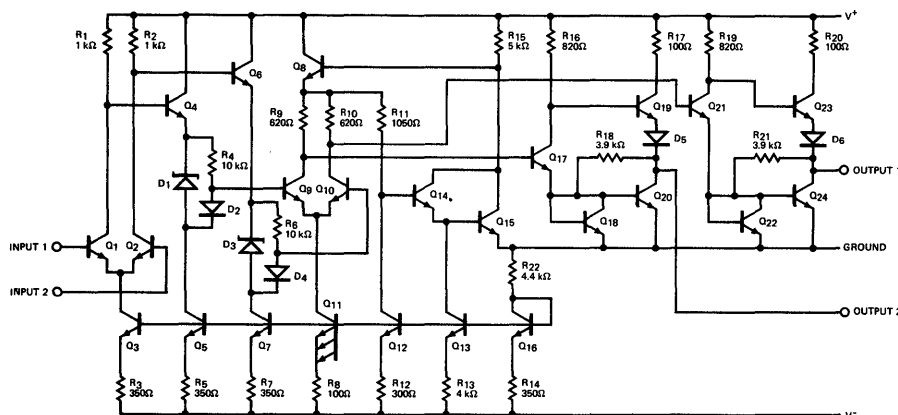 V+
R1
1 kΩ
R2
1 kΩ
R15
5 kΩ
R16
820Ω
R17
100Ω
R19
820Ω
R20
100Ω
Q4
Q6
Q8
R9
620Ω
R10
620Ω
R11
1050Ω
Q19
Q21
Q23
D5
D6
R4
10 kΩ
D1
D2
Q9
Q10
Q14
Q15
Q17
R18
3.9 kΩ
R21
3.9 kΩ
OUTPUT 1
Q20
Q24
Q18
Q22
INPUT 1
Q1
Q2
D3
R6
10 kΩ
D4
GROUND
INPUT 2
R22
4.4 kΩ
OUTPUT 2
Q3
Q5
Q7
Q11
Q12
Q13
Q16
R3
350Ω
R5
350Ω
R7
350Ω
R8
100Ω
R12
300Ω
R13
4 kΩ
R14
350Ω
V-